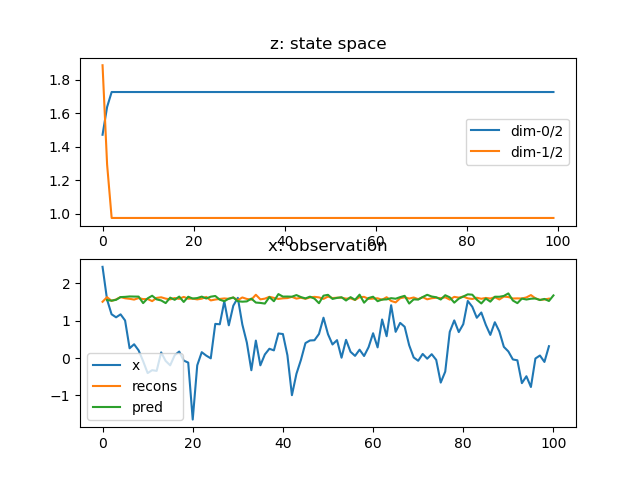 z: state space
1.8
1.6
1.4
1.2
1.0
dim-0/2
dim-1/2
0 20 40 60 80 100
x: observation
2
1
0
−1
x
recons
pred
0 20 40 60 80 100